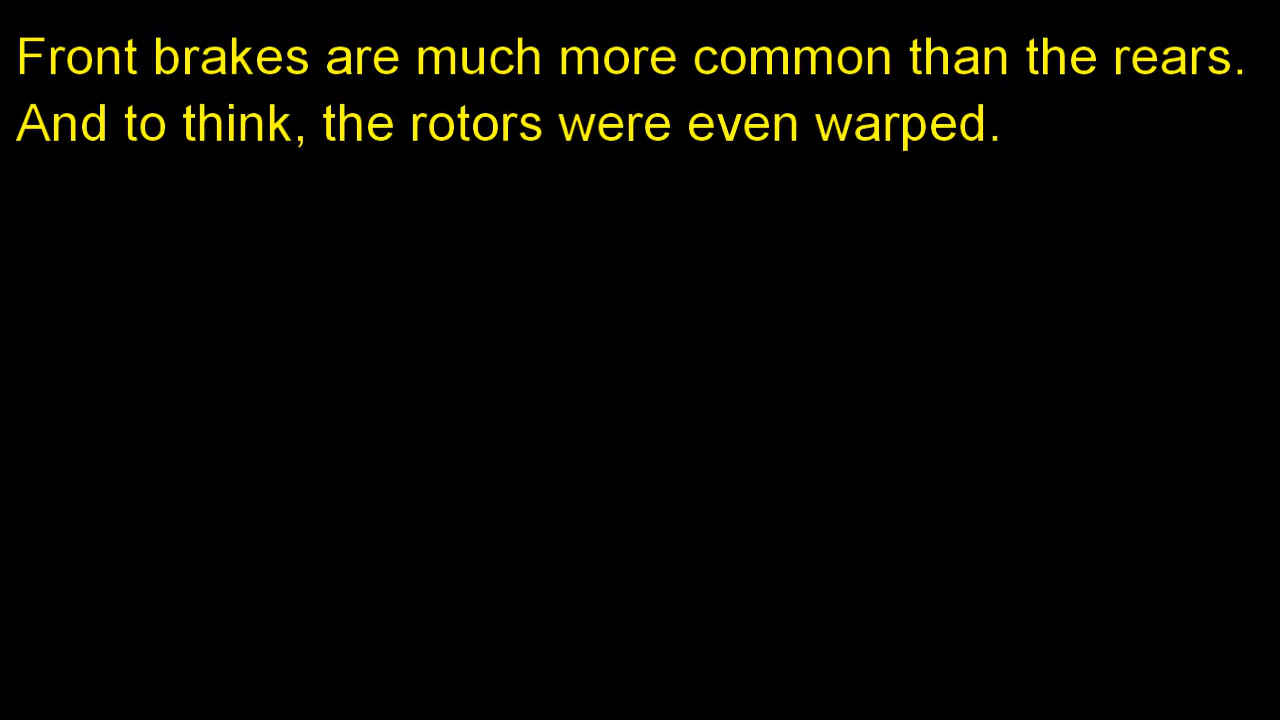 Front brakes are much more common than the rears.
And to think, the rotors were even warped.